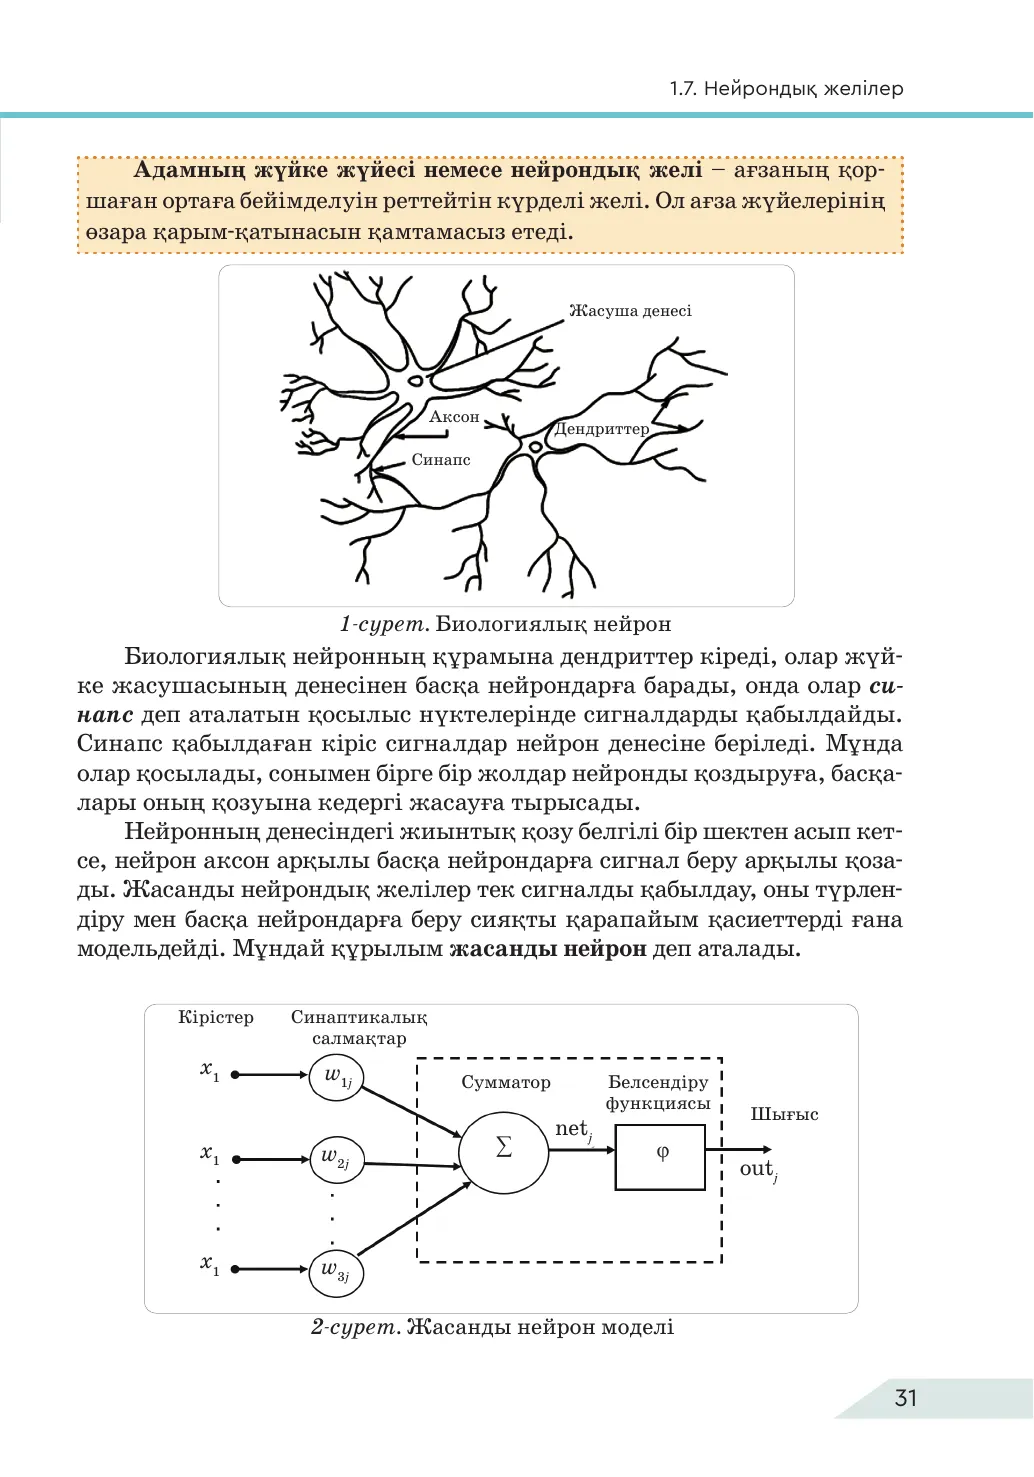 1.7. Нейрондық желілер
Адамның жүйке жүйесі немесе нейрондық желі – ағзаның қор-
шаған ортаға бейімделуін реттейтін күрделі желі. Ол ағза жүйелерінің
өзара қарым-қатынасын қамтамасыз етеді.
Жасуша денесі
Аксон
Дендриттер
Синапс
1-сурет. Биологиялық нейрон
Биологиялық нейронның құрамына дендриттер кіреді, олар жүй-
ке жасушасының денесінен басқа нейрондарға барады, онда олар си-
напс деп аталатын қосылыс нүктелерінде сигналдарды қабылдайды.
Синапс қабылдаған кіріс сигналдар нейрон денесіне беріледі. Мұнда
олар қосылады, сонымен бірге бір жолдар нейронды қоздыруға, басқа-
лары оның қозуына кедергі жасауға тырысады.
Нейронның денесіндегі жиынтық қозу белгілі бір шектен асып кет-
се, нейрон аксон арқылы басқа нейрондарға сигнал беру арқылы қоза-
ды. Жасанды нейрондық желілер тек сигналды қабылдау, оны түрлен-
діру мен басқа нейрондарға беру сияқты қарапайым қасиеттерді ғана
модельдейді. Мұндай құрылым жасанды нейрон деп аталады.
Кірістер
Синаптикалық
салмақтар
x1
w1j
Сумматор
Белсендіру
функциясы
Шығыс
x1
w2j
∑
netj
φ
outj
x1
w3j
2-сурет. Жасанды нейрон моделі
31